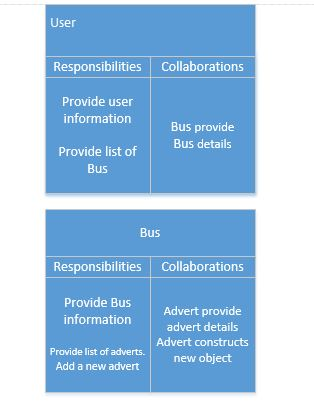 User
Responsibilities
Collaborations
Provide user
information
Provide list of
Bus
Bus provide
Bus details
Bus
Responsibilities
Collaborations
Provide Bus
information
Provide list of adverts.
Add a new advert
Advert provide
advert details
Advert constructs
new object